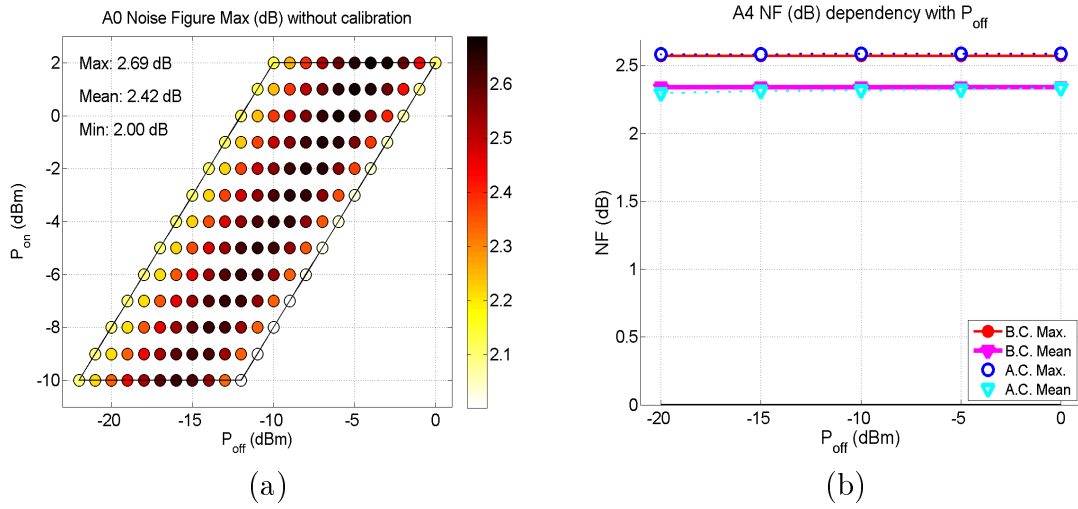 A0 Noise Figure Max (dB) without calibration
Max: 2.69 dB
Mean: 2.42 dB
Min: 2.00 dB
2
0
-2
-4
-6
-8
-10
P_on (dBm)
-20
-15
-10
-5
0
P_off (dBm)
2.6
2.5
2.4
2.3
2.2
2.1
(a)
A4 NF (dB) dependency with P_off
2.5
2
1.5
1
0.5
0
NF (dB)
-20
-15
-10
-5
0
P_off (dBm)
B.C. Max.
B.C. Mean
A.C. Max.
A.C. Mean
(b)